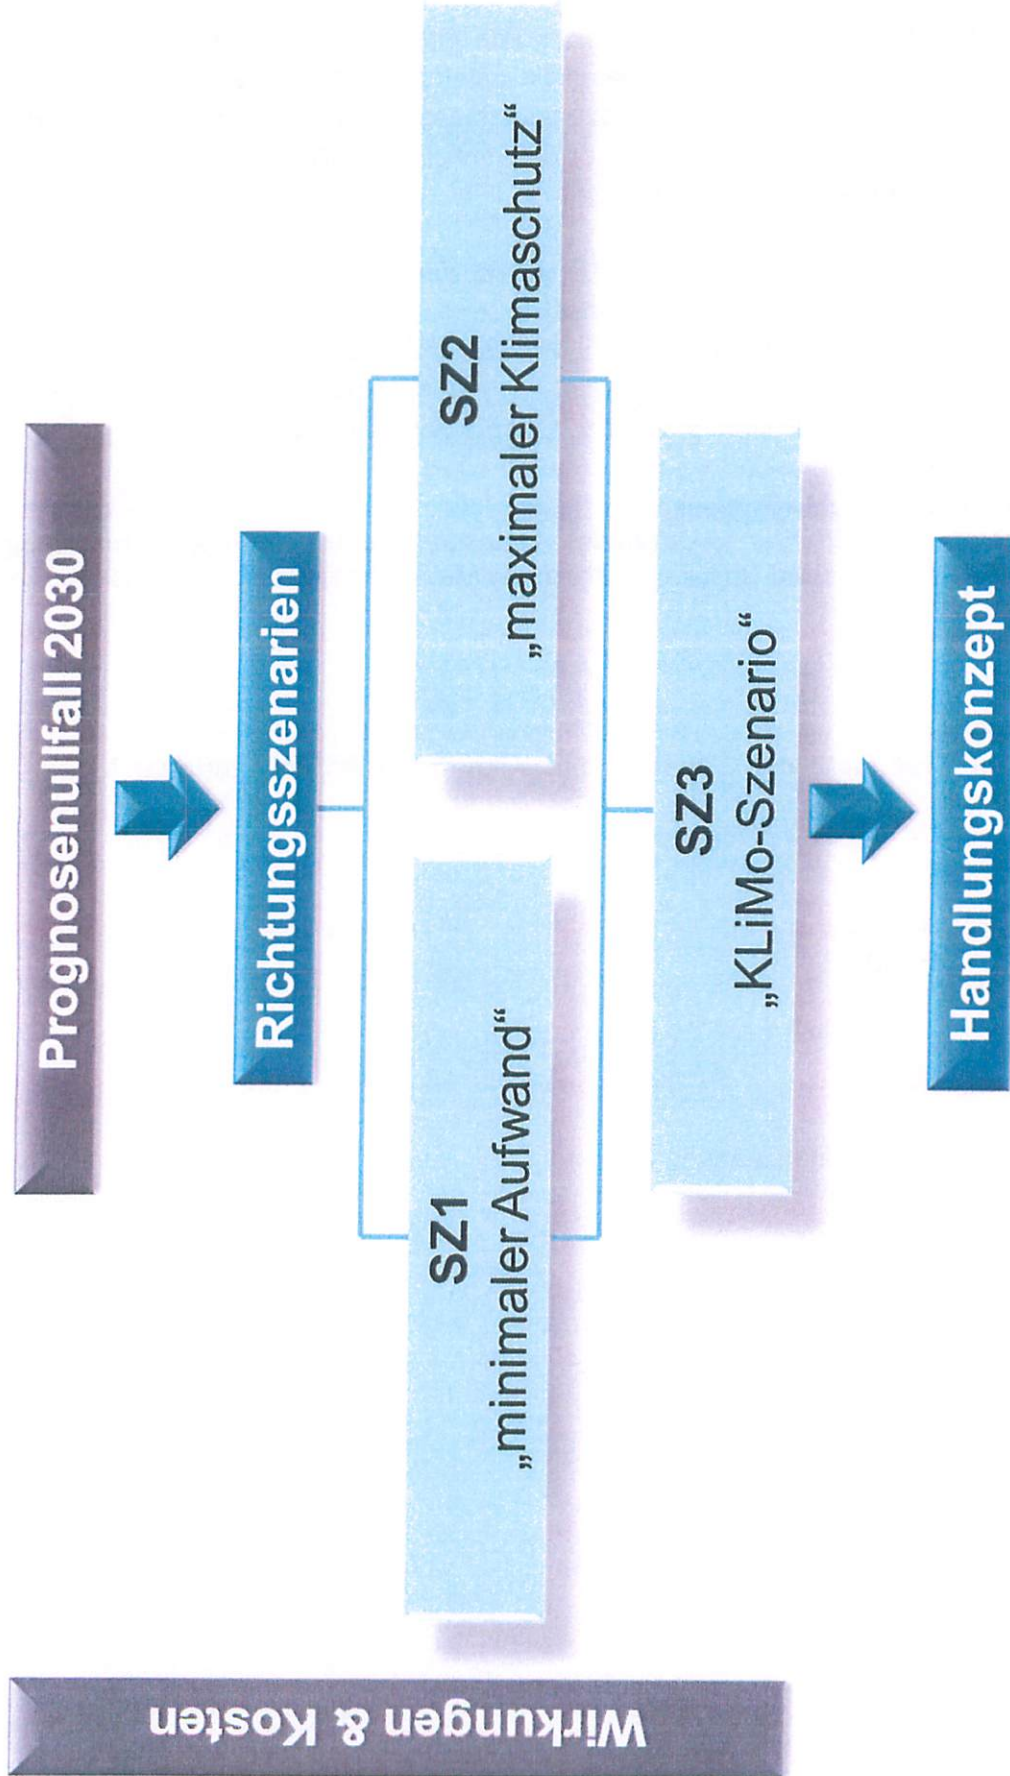 Prognosenullfall 2030
Richtungsszenarien
SZ1
„minimaler Aufwand“
SZ2
„maximaler Klimaschutz“
SZ3
„KLiMo-Szenario“
Handlungskonzept
Wirkungen & Kosten